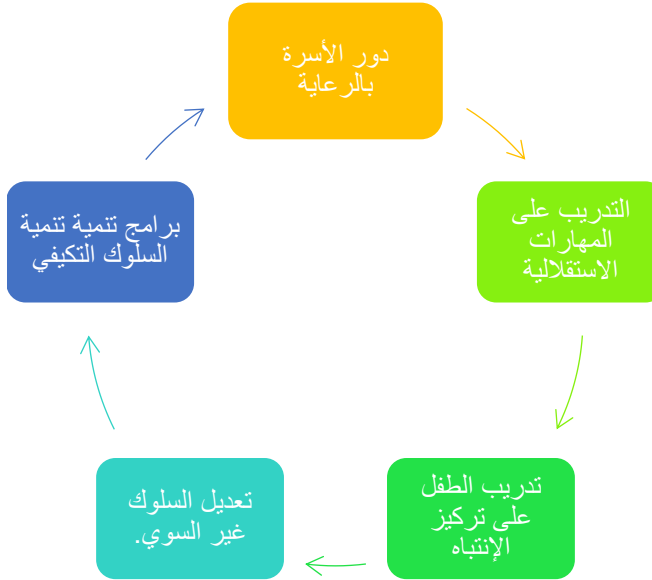 دور الأسرة
بالرعاية
التدريب على
المهارات
الاستقلالية
تدريب الطفل
على تركيز
الإنتباه
تعديل السلوك
غير السوي.
برامج تنمية تنمية
السلوك التكيفي